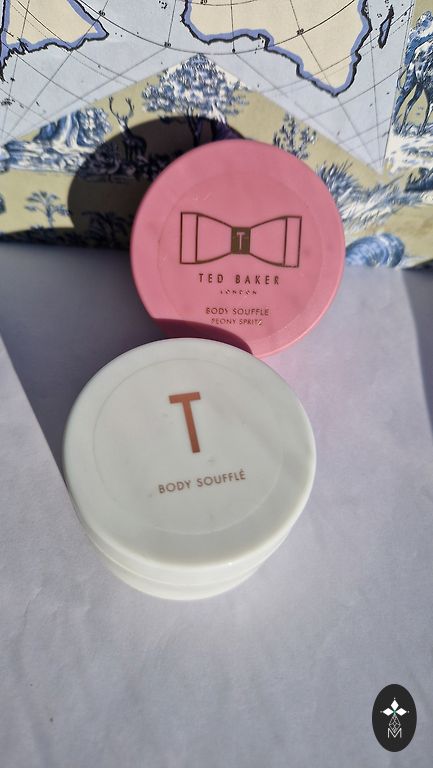 T
TED BAKER
LONDON
BODY SOUFFLE
PEONY SPRITZ
T
BODY SOUFFLÉ
M